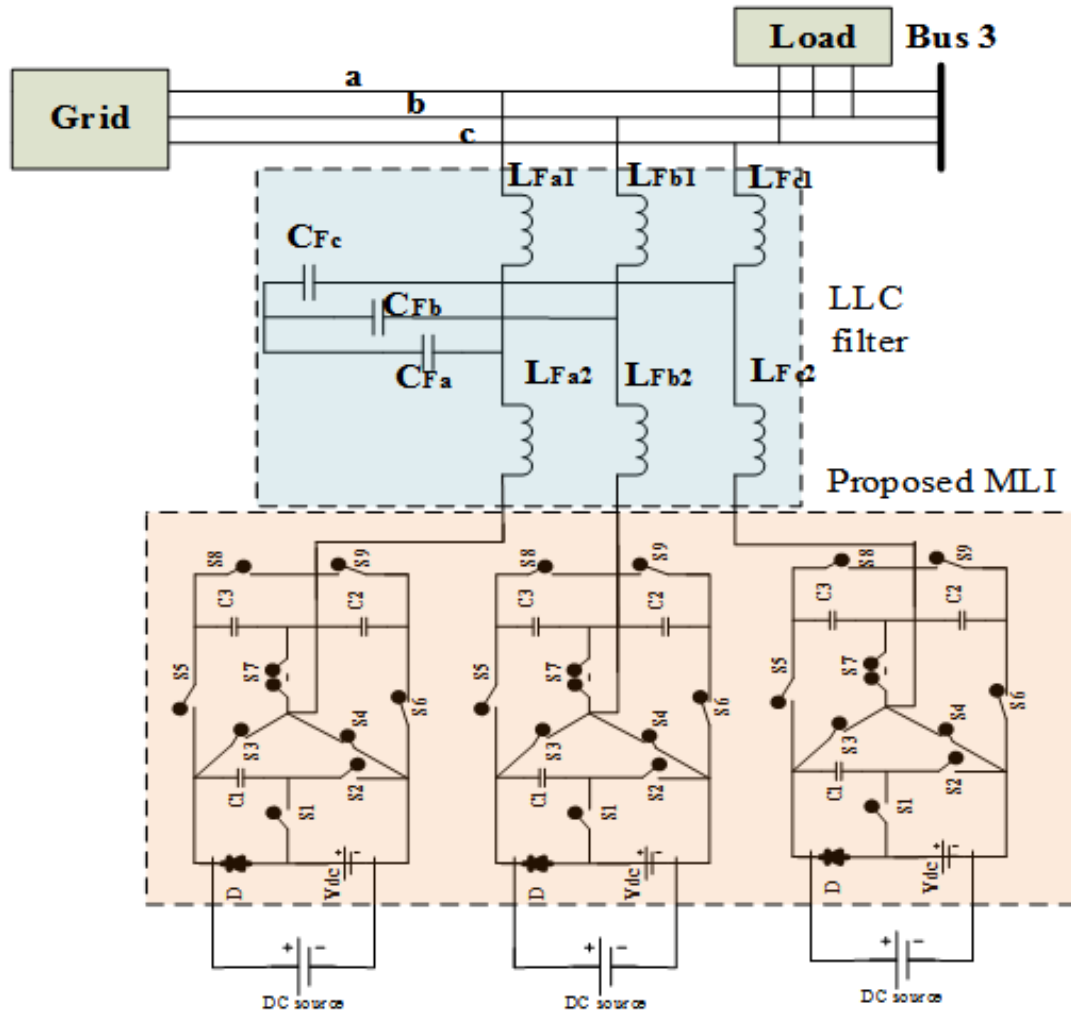 Load
Bus 3
Grid
a
b
c
LFa1
LFb1
LFc1
CFc
CFb
CFa
LLC
filter
LFa2
LFb2
LFc2
Proposed MLI
S8
S9
C3
C2
S5
S7
S6
S3
S4
C1
S2
S1
D
Vdc
+ -
S8
S9
C3
C2
S5
S7
S6
S3
S4
C1
S2
S1
D
Vdc
+ -
S8
S9
C3
C2
S5
S7
S6
S3
S4
C1
S2
S1
D
Vdc
+ -
+ -
DC source
+ -
DC source
+ -
DC source